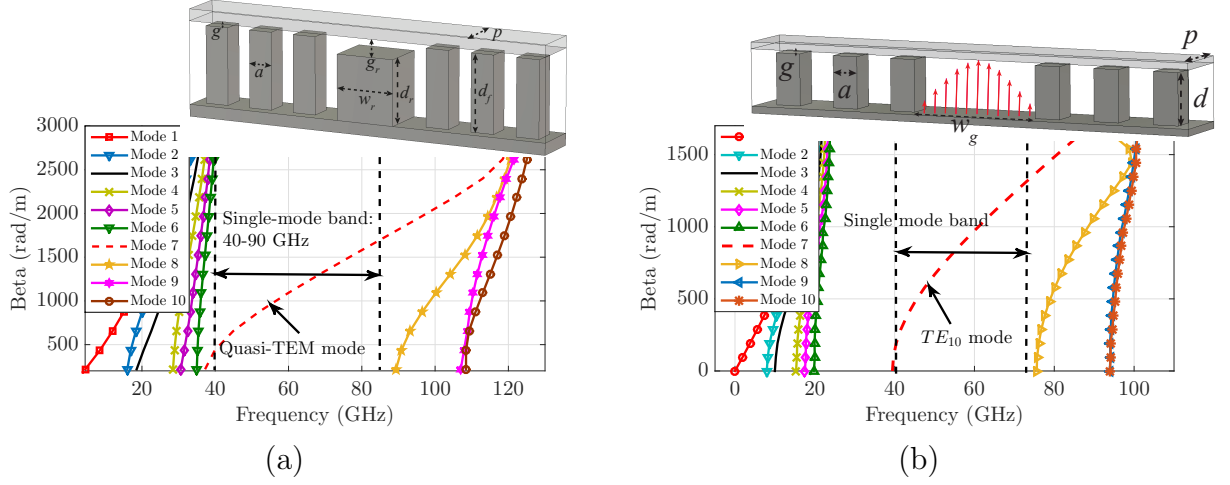 g
a
g_r
w_r
d_r
d_f
p
3000
2500
2000
1500
1000
500
Beta (rad/m)
Mode 1
Mode 2
Mode 3
Mode 4
Mode 5
Mode 6
Mode 7
Mode 8
Mode 9
Mode 10
Single-mode band:
40-90 GHz
Quasi-TEM mode
20 40 60 80 100 120
Frequency (GHz)
(a)
g
a
w_g
p
d
1500
1000
500
0
Beta (rad/m)
Mode 2
Mode 3
Mode 4
Mode 5
Mode 6
Mode 7
Mode 8
Mode 9
Mode 10
Single mode band
TE_10 mode
0 20 40 60 80 100
Frequency (GHz)
(b)